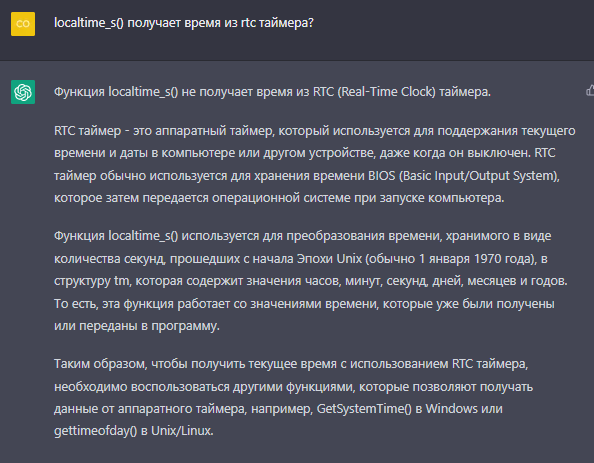 CO
localtime_s() получает время из rtc таймера?
Функция localtime_s() не получает время из RTC (Real-Time Clock) таймера.
RTC таймер - это аппаратный таймер, который используется для поддержания текущего
времени и даты в компьютере или другом устройстве, даже когда он выключен. RTC
таймер обычно используется для хранения времени BIOS (Basic Input/Output System),
которое затем передается операционной системе при запуске компьютера.
Функция localtime_s() используется для преобразования времени, хранимого в виде
количества секунд, прошедших с начала Эпохи Unix (обычно 1 января 1970 года), в
структуру tm, которая содержит значения часов, минут, секунд, дней, месяцев и годов.
То есть, эта функция работает со значениями времени, которые уже были получены
или переданы в программу.
Таким образом, чтобы получить текущее время с использованием RTC таймера,
необходимо воспользоваться другими функциями, которые позволяют получать
данные от аппаратного таймера, например, GetSystemTime() в Windows или
gettimeofday() в Unix/Linux.